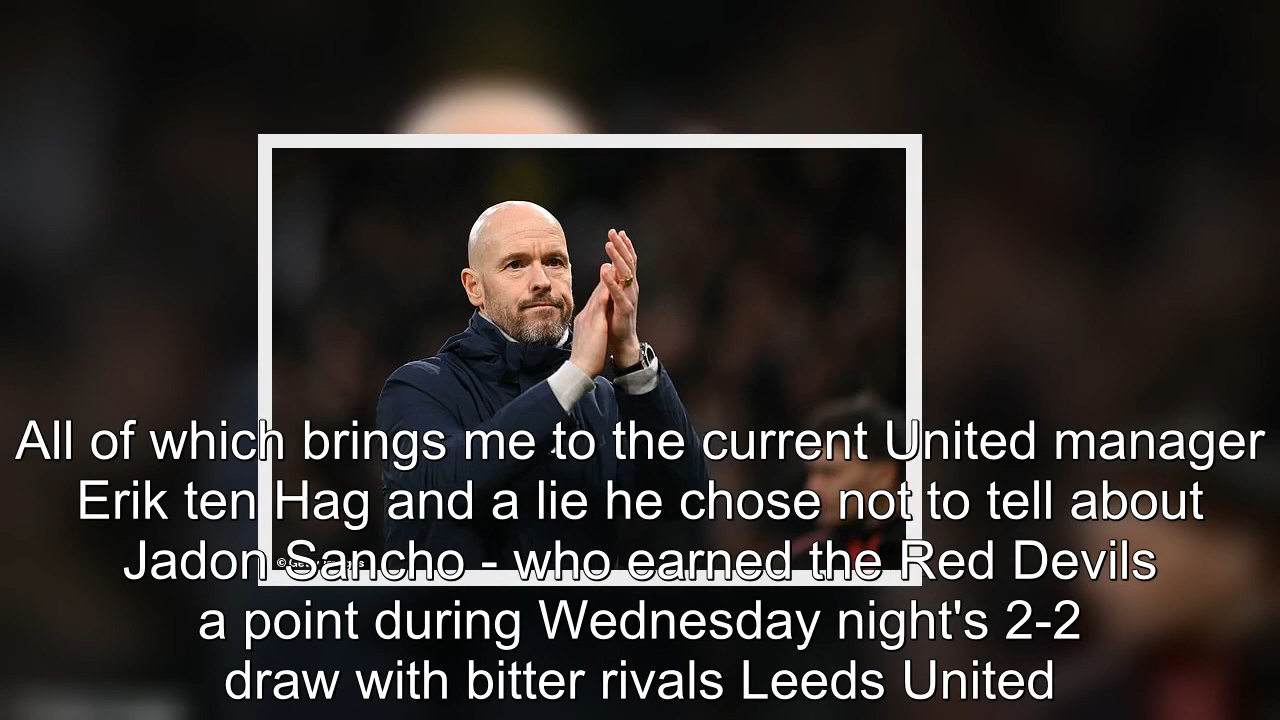 All of which brings me to the current United manager
Erik ten Hag and a lie he chose not to tell about
Jadon Sancho - who earned the Red Devils
a point during Wednesday night's 2-2
draw with bitter rivals Leeds United